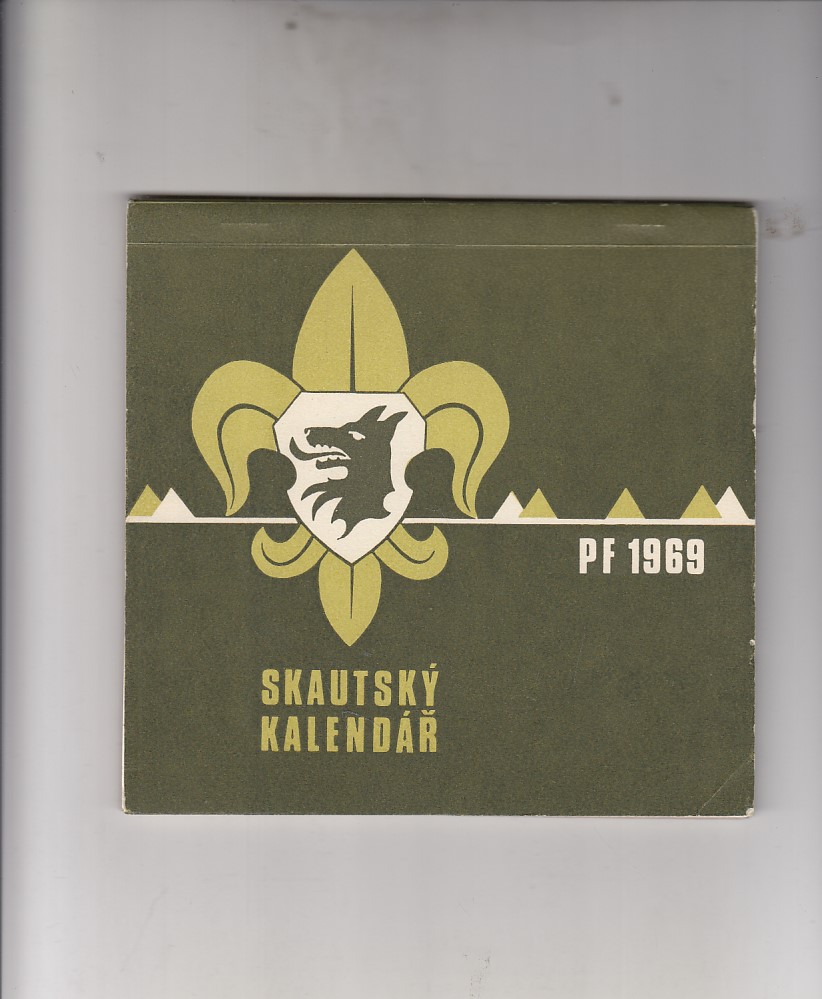 PF 1969
SKAUTSKÝ
KALENDÁŘ